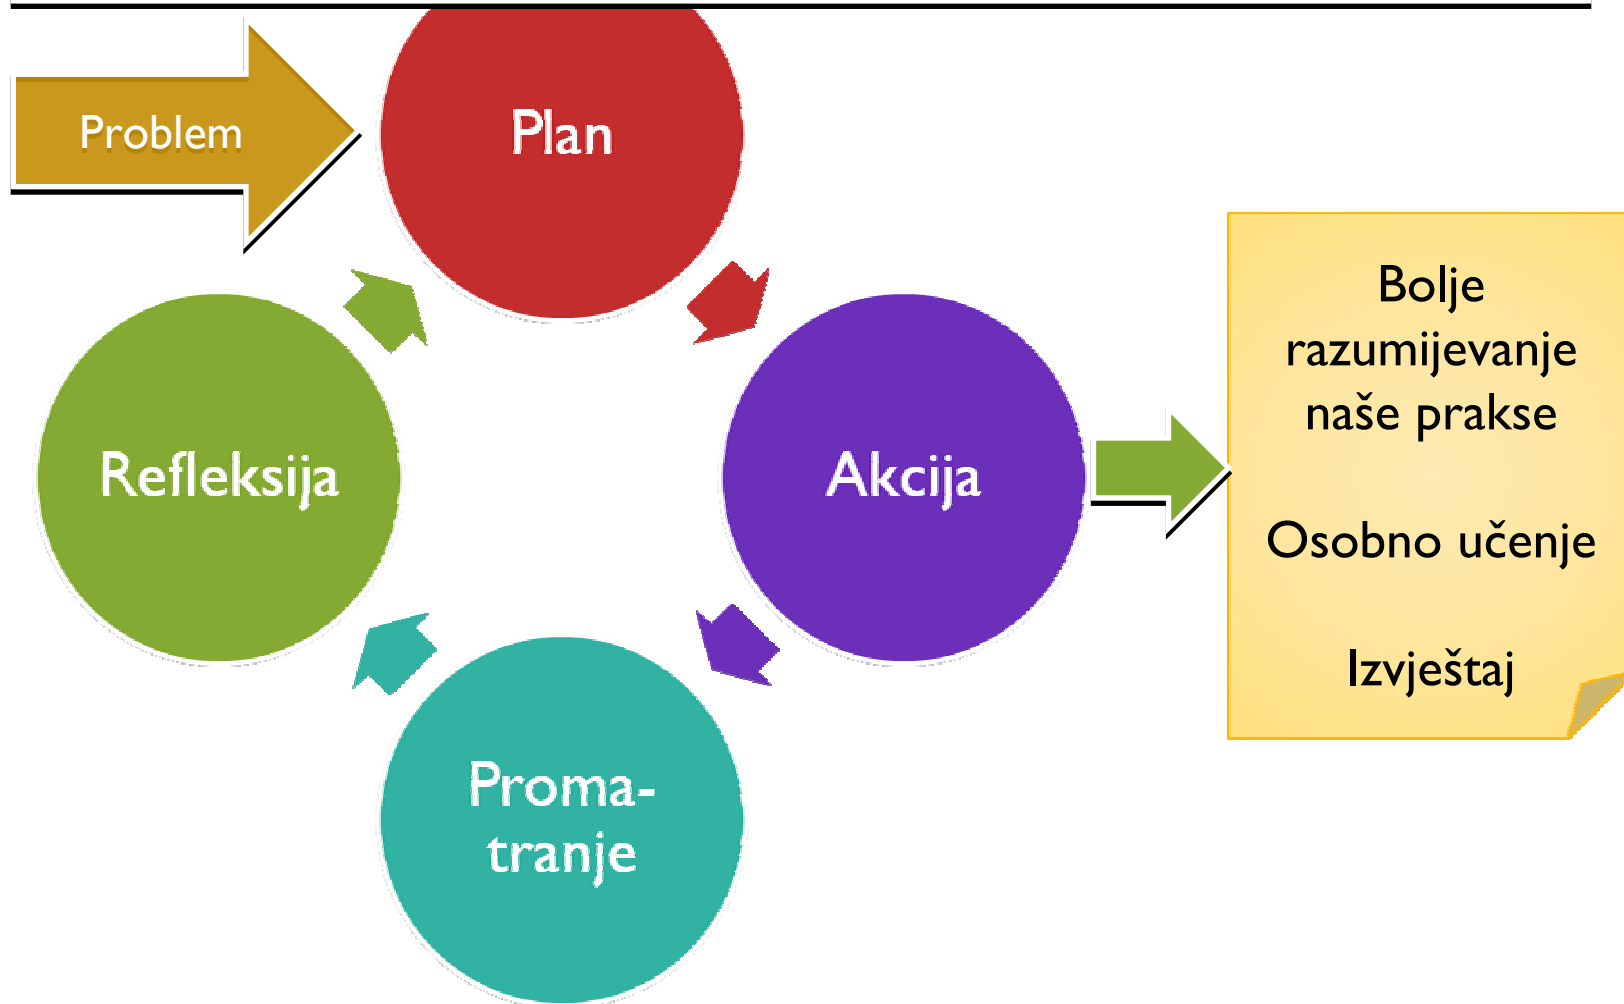 Problem
Plan
Refleksija
Akcija
Proma-
tranje
Bolje
razumijevanje
naše prakse
Osobno učenje
Izvještaj